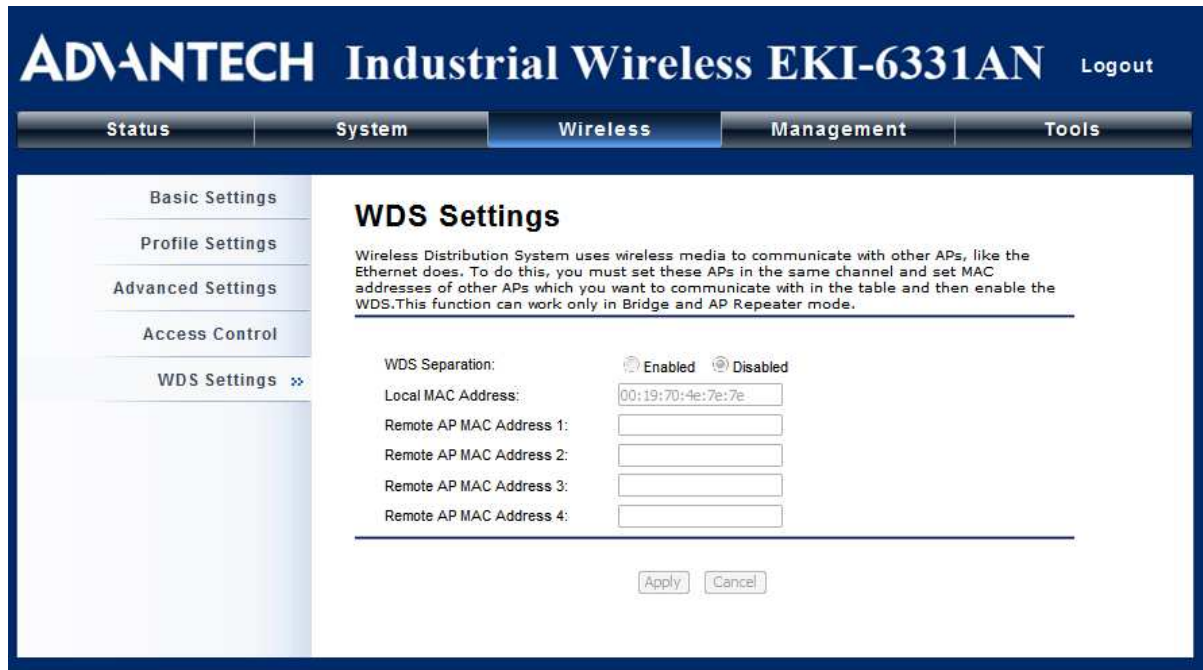 ADVANTECH Industrial Wireless EKI-6331AN Logout
Status System Wireless Management Tools
Basic Settings
Profile Settings
Advanced Settings
Access Control
WDS Settings »
WDS Settings
Wireless Distribution System uses wireless media to communicate with other APs, like the
Ethernet does. To do this, you must set these APs in the same channel and set MAC
addresses of other APs which you want to communicate with in the table and then enable the
WDS.This function can work only in Bridge and AP Repeater mode.
WDS Separation: Enabled Disabled
Local MAC Address: 00:19:70:4e:7e:7e
Remote AP MAC Address 1:
Remote AP MAC Address 2:
Remote AP MAC Address 3:
Remote AP MAC Address 4:
Apply Cancel